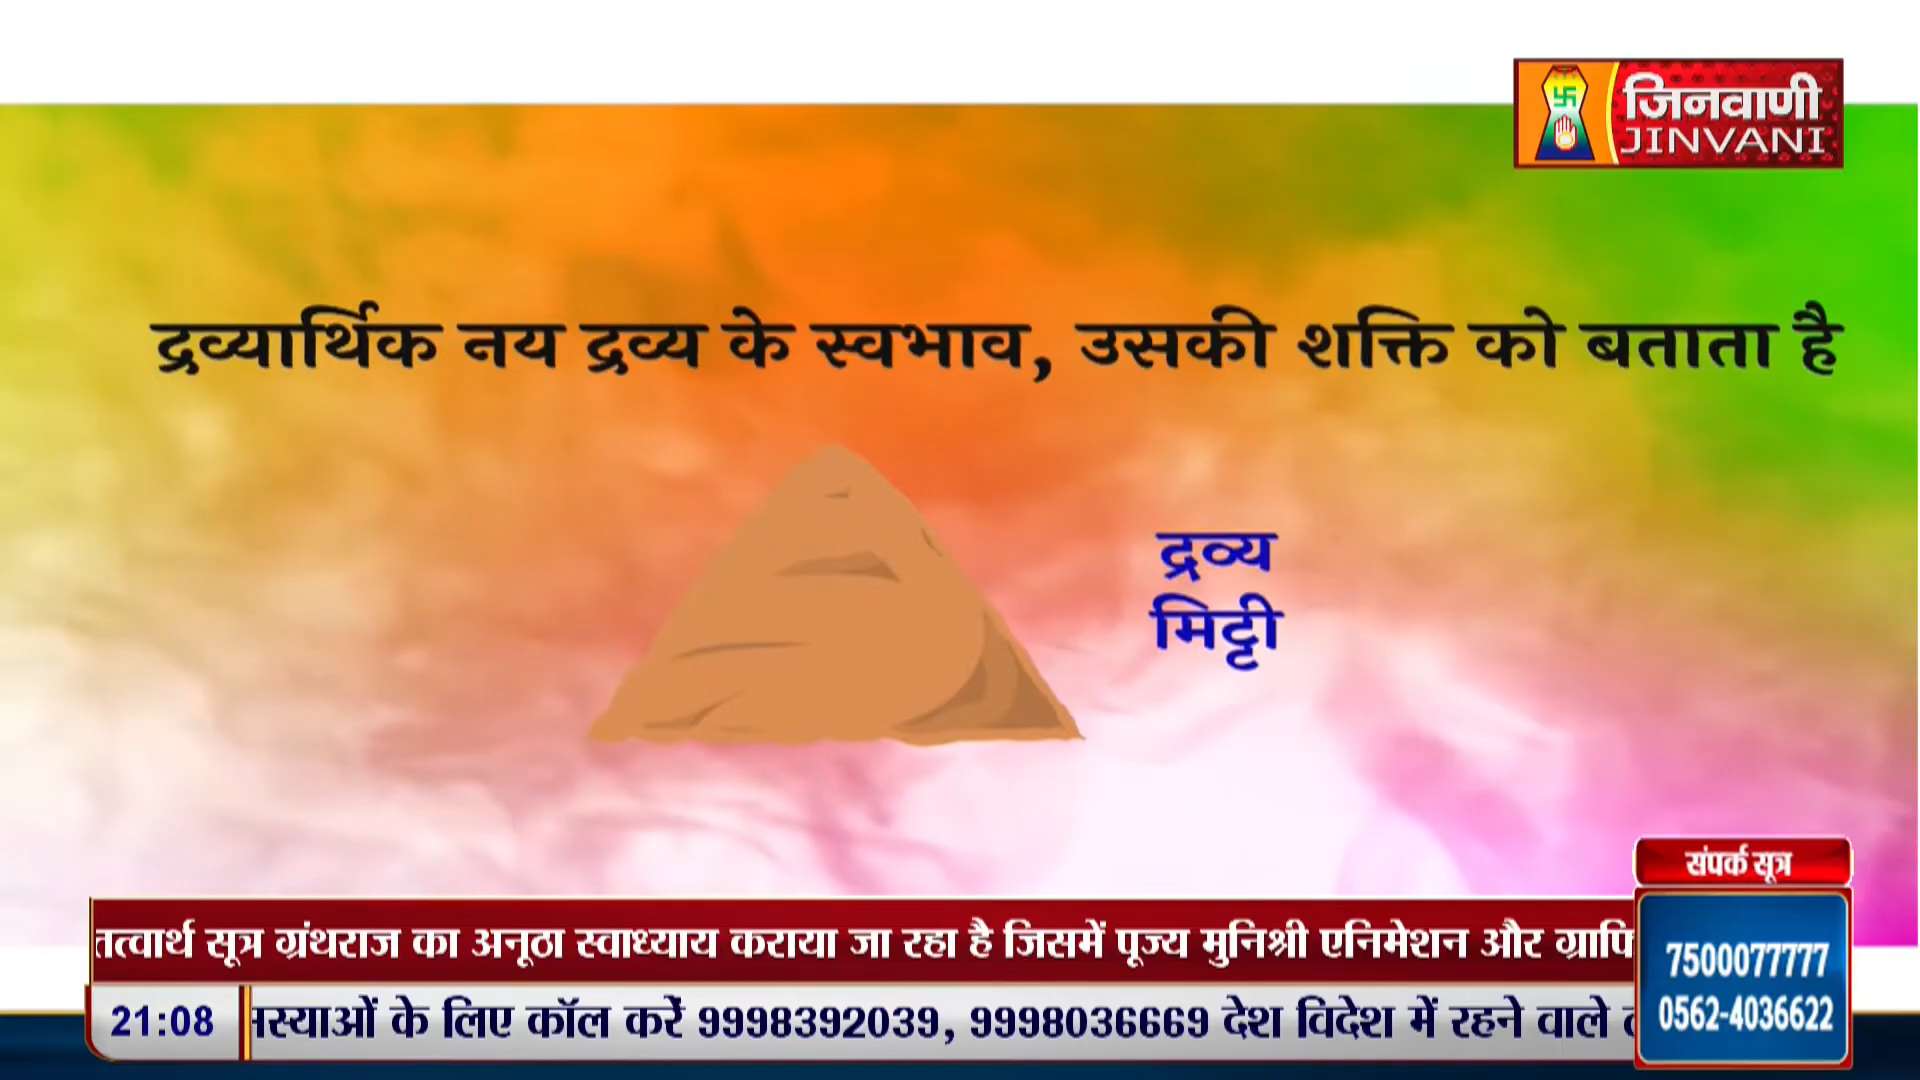 जिनवाणी
JINVANI
द्रव्यार्थिक नय द्रव्य के स्वभाव, उसकी शक्ति को बताता है
द्रव्य
मिट्टी
संपर्क सूत्र
7500077777
0562-4036622
तत्वार्थ सूत्र ग्रंथराज का अनूठा स्वाध्याय कराया जा रहा है जिसमें पूज्य मुनिश्री एनिमेशन और
21:08
के लिए कॉल करें 9998392039, 9998036669 देश विदेश में रहने वाले